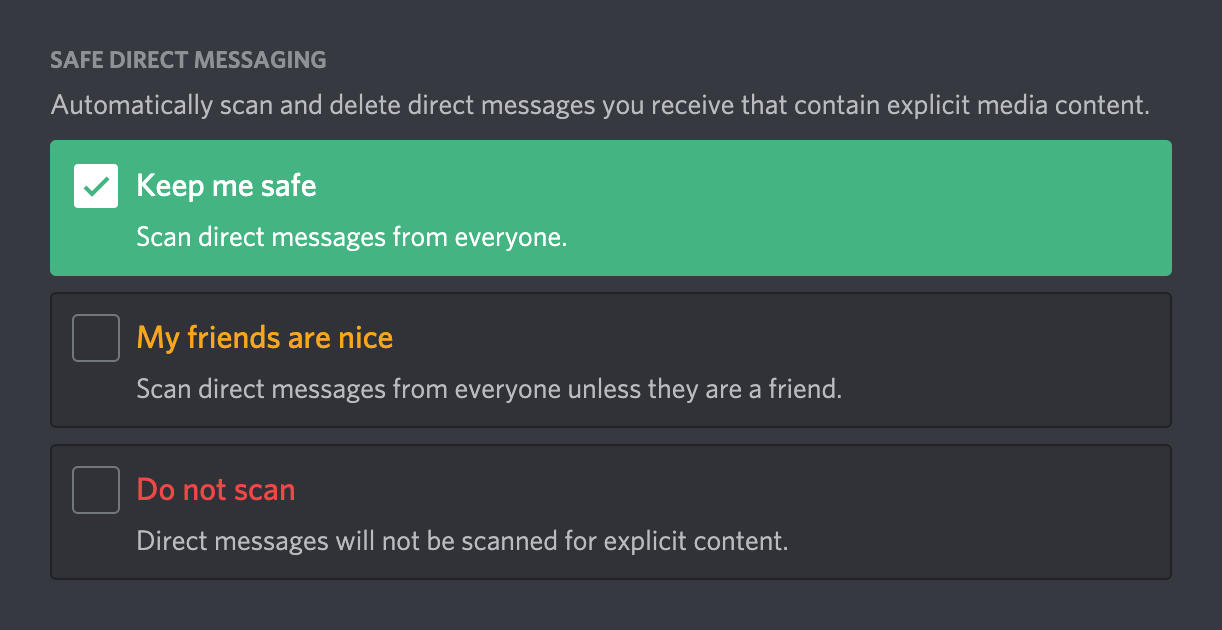 SAFE DIRECT MESSAGING
Automatically scan and delete direct messages you receive that contain explicit media content.
Keep me safe
Scan direct messages from everyone.
My friends are nice
Scan direct messages from everyone unless they are a friend.
Do not scan
Direct messages will not be scanned for explicit content.